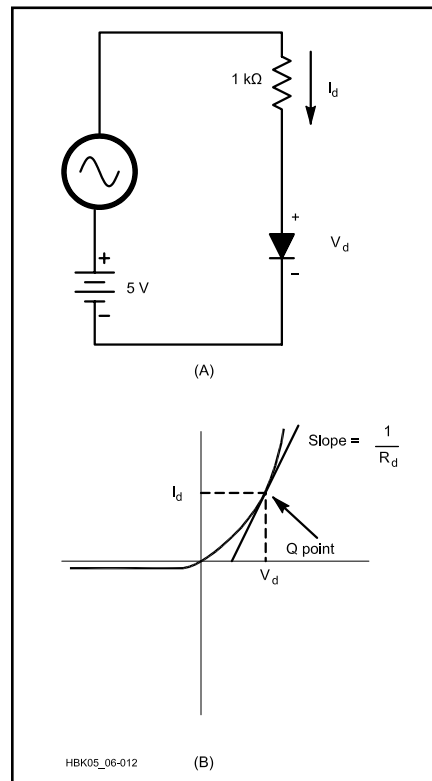 1 kΩ
I_d
+
V_d
–
+
5 V
–
(A)
Slope = 1/R_d
I_d
Q point
V_d
HBK05_06-012
(B)